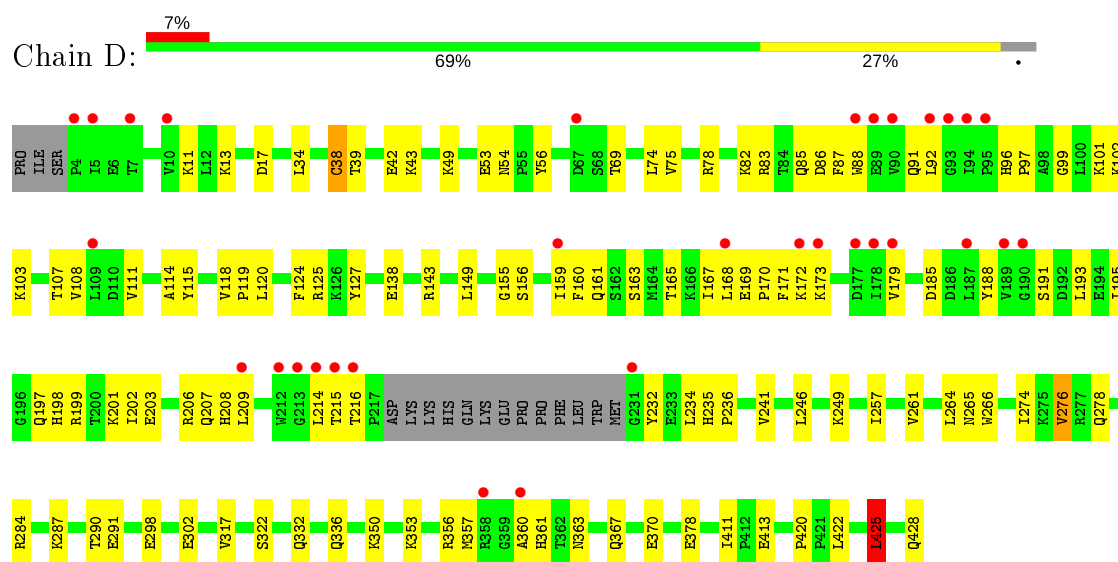 7%
Chain D:
69% 27% •
PRO ILE SER P4 I5 E6 T7 V10 K11 L12 K13 D17 L34 C38 T39 E42 K43 K49 E53 N54 P55 Y56 D67 S68 T69 L74 V75 R78 K82 R83 T84 Q85 D86 F87 W88 E89 V90 Q91 L92 G93 I94 P95 H96 P97 A98 G99 L100 K101 K102
K103 T107 V108 L109 D110 V111 A114 Y115 V118 P119 L120 F124 R125 K126 Y127 E138 R143 L149 G155 S156 I159 F160 Q161 S162 S163 M164 T165 K166 I167 L168 E169 P170 F171 K172 K173 D177 I178 V179 D185 D186 L187 Y188 V189 G190 S191 D192 L193 E194 I195
G196 Q197 H198 R199 T200 K201 I202 E203 R206 Q207 H208 L209 W212 G213 L214 T215 T216 P217 ASP LYS LYS HIS GLN LYS GLU PRO PRO PHE LEU TRP MET G231 Y232 E233 L234 H235 P236 V241 L246 K249 I257 V261 L264 N265 W266 I274 K275 V276 R277 Q278
R284 K287 T290 E291 E298 E302 V317 S322 Q332 Q336 K350 K353 R356 M357 R358 G359 A360 H361 T362 N363 Q367 E370 E378 I411 P412 E413 P420 P421 L422 L425 Q428